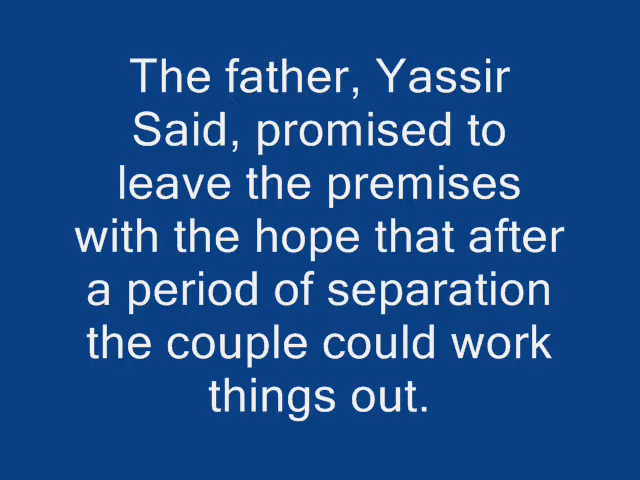 The father, Yassir
Said, promised to
leave the premises
with the hope that after
a period of separation
the couple could work
things out.